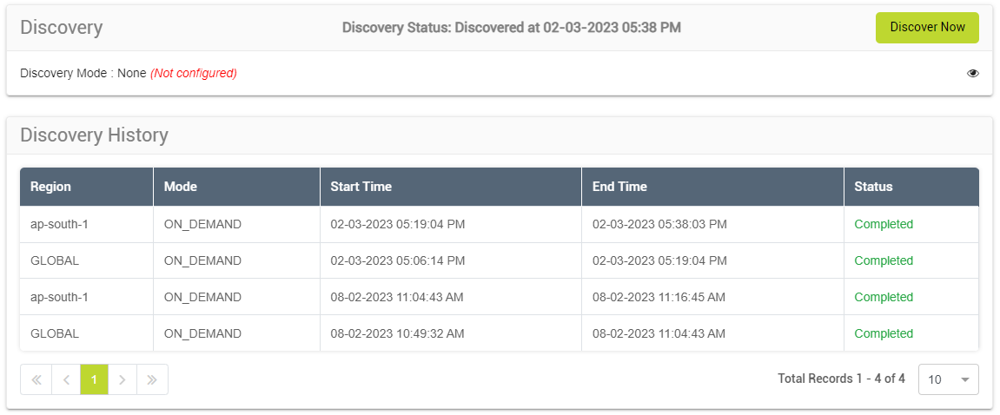 Discovery
Discovery Status: Discovered at 02-03-2023 05:38 PM
Discover Now
Discovery Mode : None (Not configured)
Discovery History
Region Mode Start Time End Time Status
ap-south-1 ON_DEMAND 02-03-2023 05:19:04 PM 02-03-2023 05:38:03 PM Completed
GLOBAL ON_DEMAND 02-03-2023 05:06:14 PM 02-03-2023 05:19:04 PM Completed
ap-south-1 ON_DEMAND 08-02-2023 11:04:43 AM 08-02-2023 11:16:45 AM Completed
GLOBAL ON_DEMAND 08-02-2023 10:49:32 AM 08-02-2023 11:04:43 AM Completed
« ‹ 1 › » Total Records 1 - 4 of 4 10